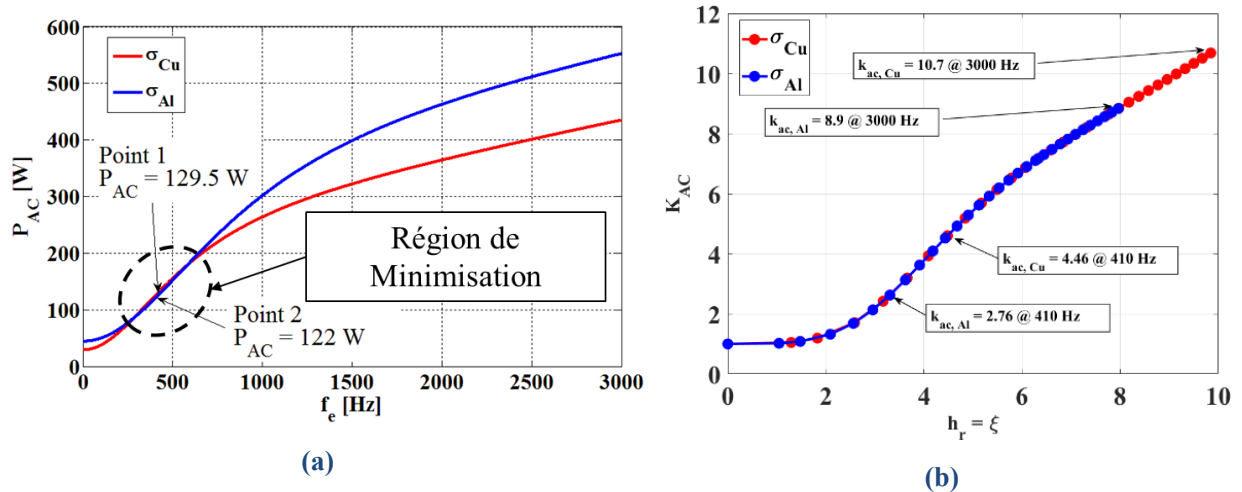 600
500
400
300
200
100
0
P_AC [W]
0
500
1000
1500
2000
2500
3000
f_e [Hz]
σ_Cu
σ_Al
Point 1
P_AC = 129.5 W
Région de
Minimisation
Point 2
P_AC = 122 W
(a)
12
10
8
6
4
2
0
K_AC
0
2
4
6
8
10
h_r = ξ
σ_Cu
σ_Al
k_ac, Cu = 10.7 @ 3000 Hz
k_ac, Al = 8.9 @ 3000 Hz
k_ac, Cu = 4.46 @ 410 Hz
k_ac, Al = 2.76 @ 410 Hz
(b)